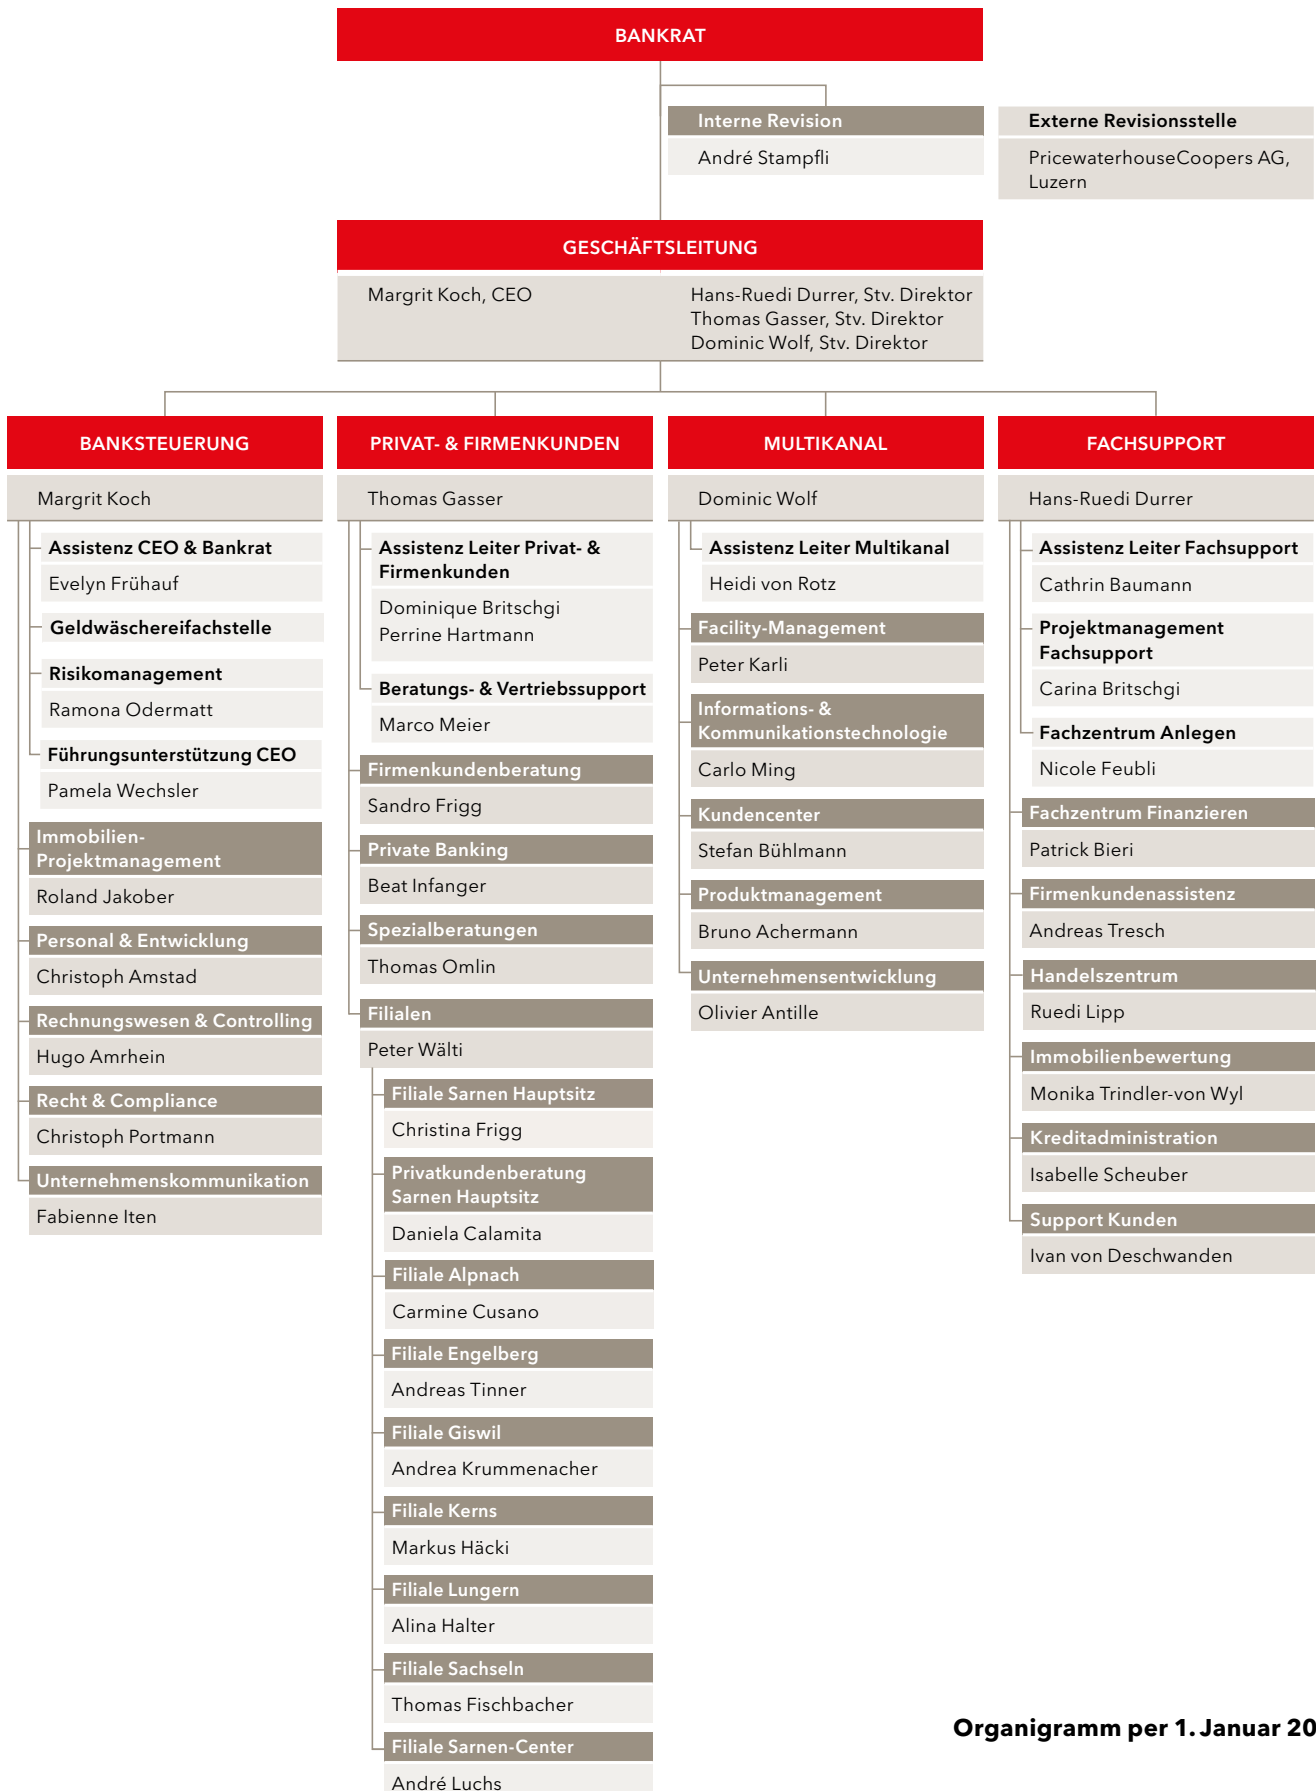 BANKRAT
Interne Revision
André Stampfli
Externe Revisionsstelle
PricewaterhouseCoopers AG,
Luzern
GESCHÄFTSLEITUNG
Margrit Koch, CEO
Hans-Ruedi Durrer, Stv. Direktor
Thomas Gasser, Stv. Direktor
Dominic Wolf, Stv. Direktor
BANKSTEUERUNG
Margrit Koch
Assistenz CEO & Bankrat
Evelyn Frühauf
Geldwäschereifachstelle
Risikomanagement
Ramona Odermatt
Führungsunterstützung CEO
Pamela Wechsler
Immobilien-
Projektmanagement
Roland Jakober
Personal & Entwicklung
Christoph Amstad
Rechnungswesen & Controlling
Hugo Amrhein
Recht & Compliance
Christoph Portmann
Unternehmenskommunikation
Fabienne Iten
PRIVAT- & FIRMENKUNDEN
Thomas Gasser
Assistenz Leiter Privat- &
Firmenkunden
Dominique Britschgi
Perrine Hartmann
Beratungs- & Vertriebssupport
Marco Meier
Firmenkundenberatung
Sandro Frigg
Private Banking
Beat Infanger
Spezialberatungen
Thomas Omlin
Filialen
Peter Wälti
Filiale Sarnen Hauptsitz
Christina Frigg
Privatkundenberatung
Sarnen Hauptsitz
Daniela Calamita
Filiale Alpnach
Carmine Cusano
Filiale Engelberg
Andreas Tinner
Filiale Giswil
Andrea Krummenacher
Filiale Kerns
Markus Häcki
Filiale Lungern
Alina Halter
Filiale Sachseln
Thomas Fischbacher
Filiale Sarnen-Center
André Luchs
MULTIKANAL
Dominic Wolf
Assistenz Leiter Multikanal
Heidi von Rotz
Facility-Management
Peter Karli
Informations- &
Kommunikationstechnologie
Carlo Ming
Kundencenter
Stefan Bühlmann
Produktmanagement
Bruno Achermann
Unternehmensentwicklung
Olivier Antille
FACHSUPPORT
Hans-Ruedi Durrer
Assistenz Leiter Fachsupport
Cathrin Baumann
Projektmanagement
Fachsupport
Carina Britschgi
Fachzentrum Anlegen
Nicole Feubli
Fachzentrum Finanzieren
Patrick Bieri
Firmenkundenassistenz
Andreas Tresch
Handelszentrum
Ruedi Lipp
Immobilienbewertung
Monika Trindler-von Wyl
Kreditadministration
Isabelle Scheuber
Support Kunden
Ivan von Deschwanden
Organigramm per 1. Januar 20